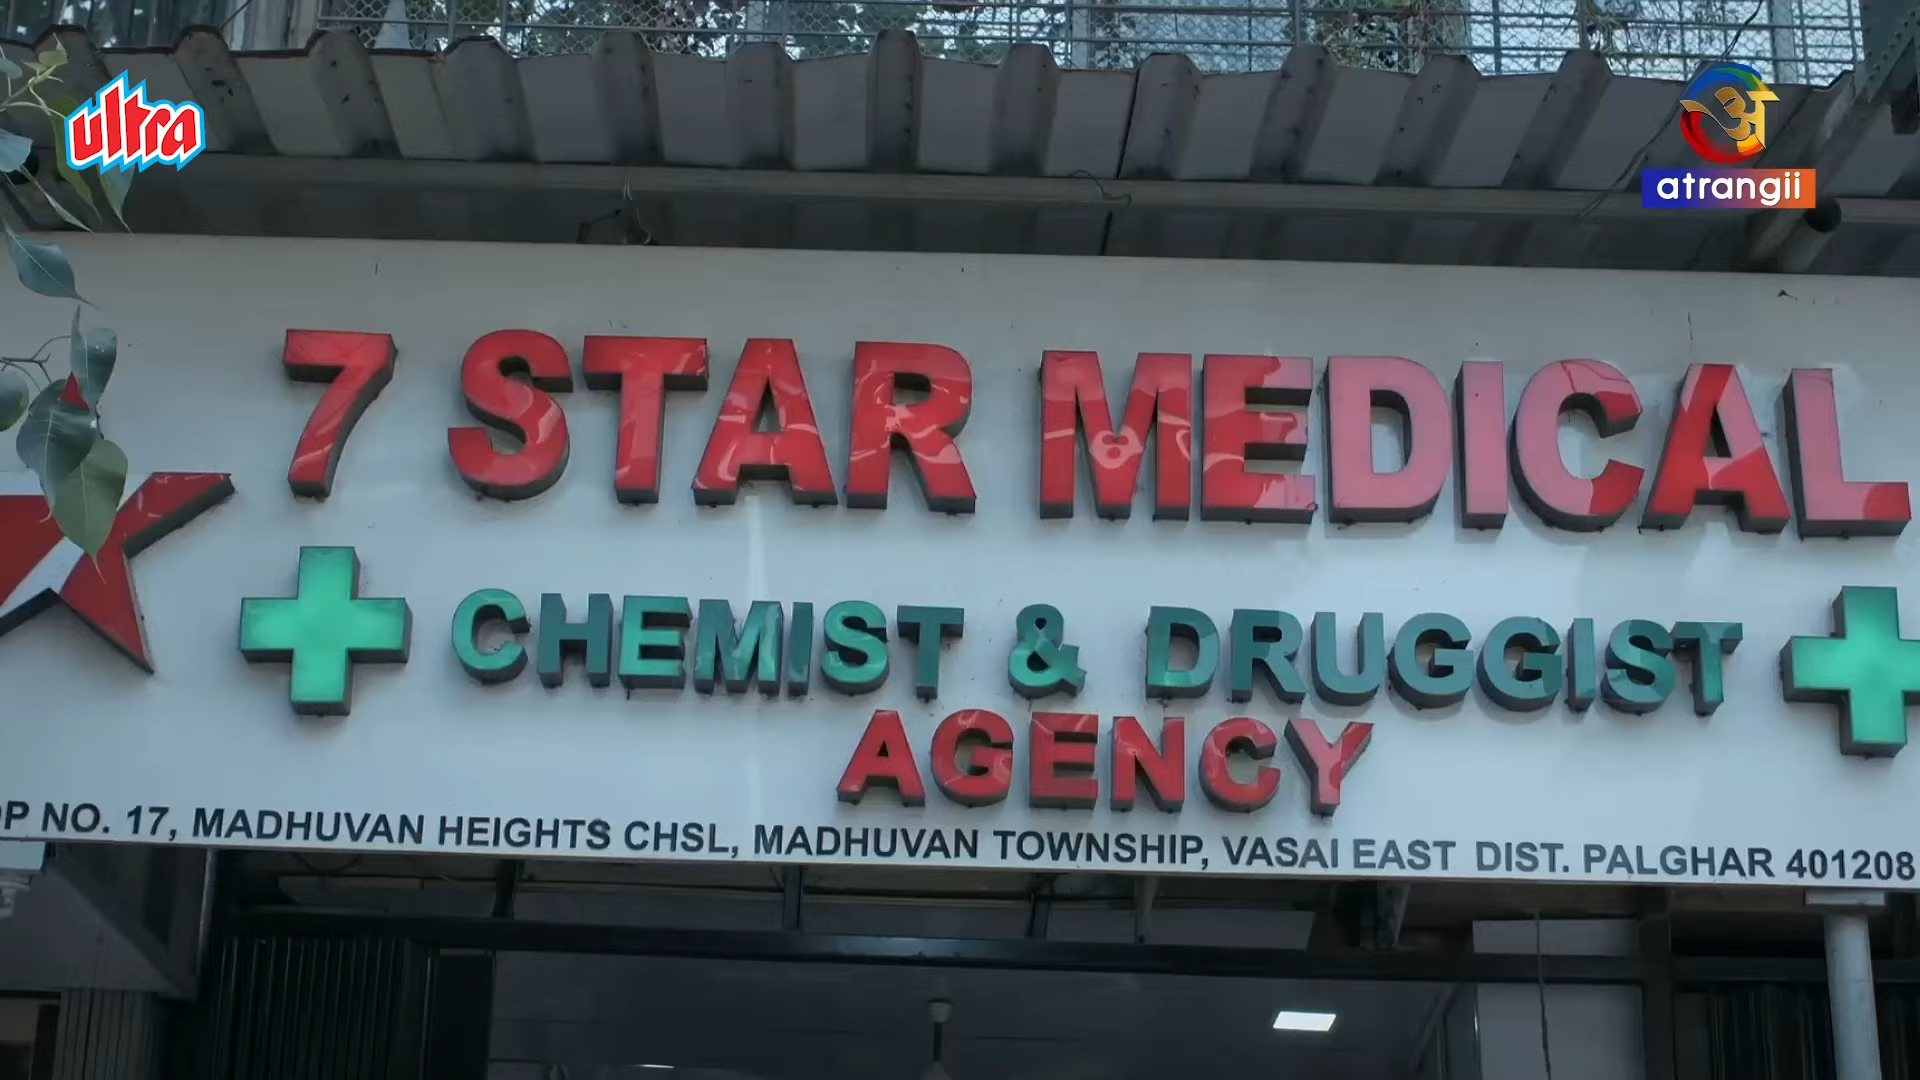 ultra
अ
atrangii
7 STAR MEDICAL
CHEMIST & DRUGGIST
AGENCY
OP NO. 17, MADHUVAN HEIGHTS CHSL, MADHUVAN TOWNSHIP, VASAI EAST DIST. PALGHAR 401208